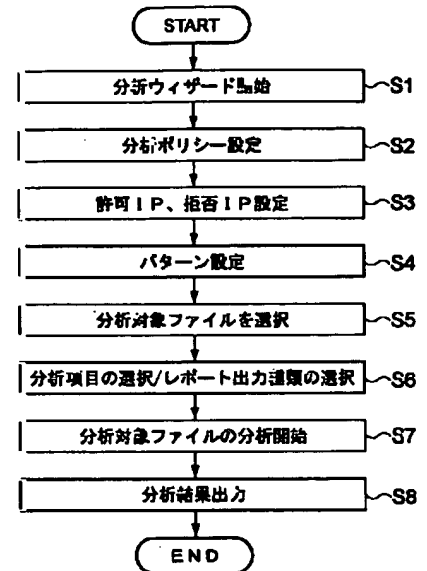 START
分析ウィザード開始
S1
分析ポリシー設定
S2
許可IP、拒否IP設定
S3
パターン設定
S4
分析対象ファイルを選択
S5
分析項目の選択/レポート出力種類の選択
S6
分析対象ファイルの分析開始
S7
分析結果出力
S8
END